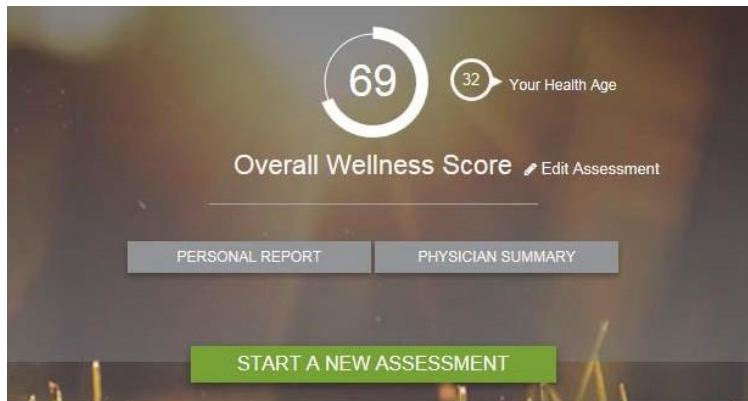 69
32 Your Health Age
Overall Wellness Score Edit Assessment
PERSONAL REPORT PHYSICIAN SUMMARY
START A NEW ASSESSMENT